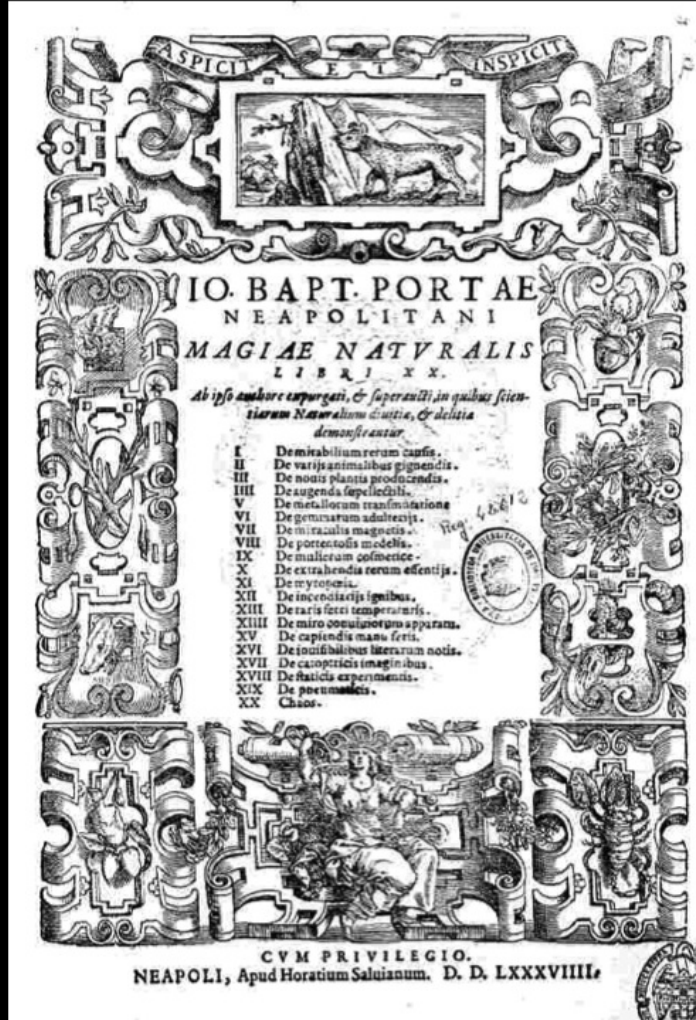 ASPICIT ET INSPICIT
IO. BAPT. PORTAE
NEAPOLITANI
MAGIAE NATVRALIS
LIBRI XX.
Ab ipso authore expurgati, & superaucti, in quibus scien-
tiarum Naturalium diuitiæ, & delitiæ
demonstrantur
I De mirabilium rerum causis.
II De varijs animalibus gignendis.
III De nouis plantis producendis.
IIII De augenda supellectili.
V De metallorum transmutatione
VI De gemmarum adulterijs.
VII De miraculis magnetis.
VIII De portentosis medelis.
IX De mulierum cosmetice.
X De extrahendis rerum essentijs.
XI De myropœia.
XII De incendiarijs ignibus.
XIII De raris ferri temperaturis.
XIIII De miro conuiuiorum apparatu.
XV De capiendis manu feris.
XVI De inuisibilibus literarum notis.
XVII De catoptricis imaginibus.
XVIII De staticis experimentis.
XIX De pneumaticis.
XX Chaos.
Reg. 45612
CVM PRIVILEGIO.
NEAPOLI, Apud Horatium Saluianum. D. D. LXXXVIIII.